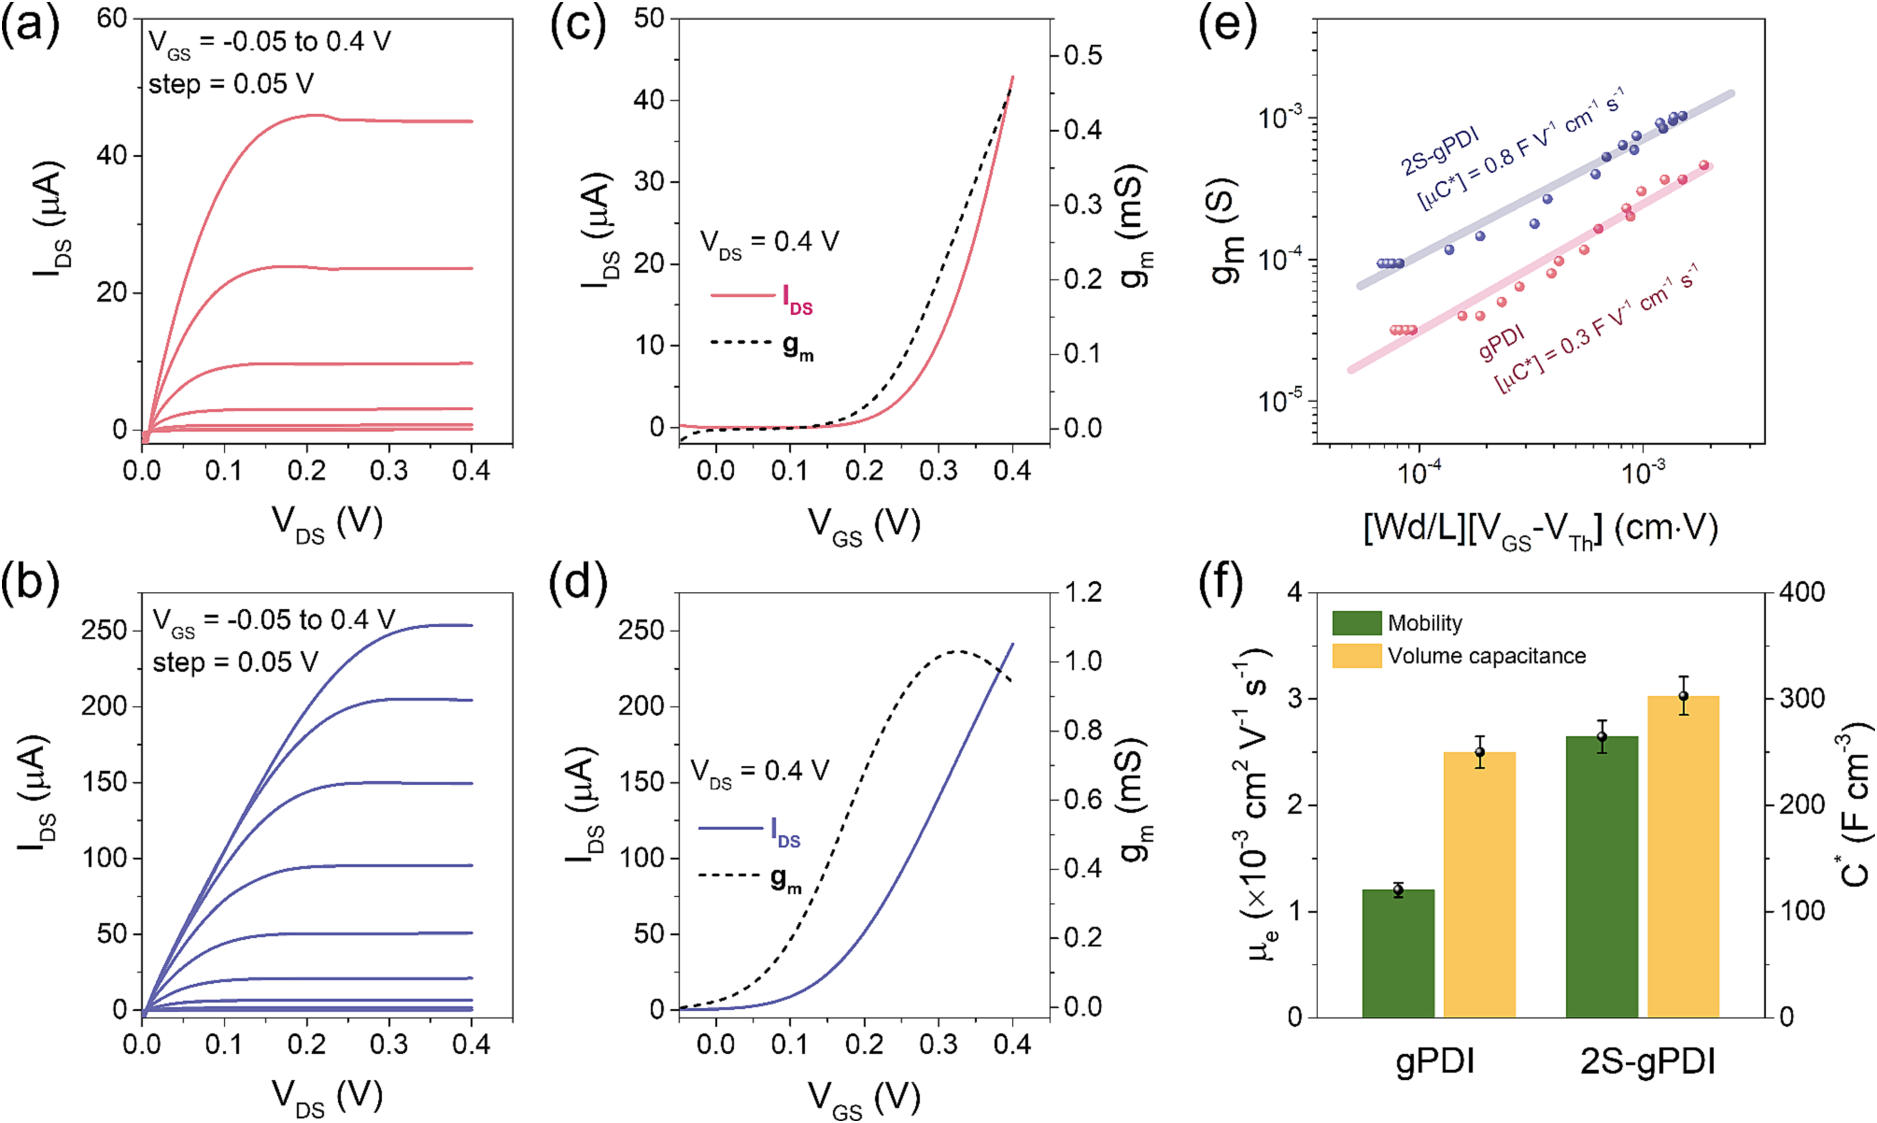 (a)
V_GS = -0.05 to 0.4 V
step = 0.05 V
60
40
20
0
I_DS (μA)
0.0 0.1 0.2 0.3 0.4
V_DS (V)
(c)
50
40
30
20
10
0
I_DS (μA)
V_DS = 0.4 V
I_DS
g_m
0.5
0.4
0.3
0.2
0.1
0.0
g_m (mS)
0.0 0.1 0.2 0.3 0.4
V_GS (V)
(e)
10⁻³
10⁻⁴
10⁻⁵
g_m (S)
2S-gPDI
[μC*] = 0.8 F V⁻¹ cm⁻¹ s⁻¹
gPDI
[μC*] = 0.3 F V⁻¹ cm⁻¹ s⁻¹
10⁻⁴ 10⁻³
[Wd/L][V_GS-V_Th] (cm·V)
(b)
V_GS = -0.05 to 0.4 V
step = 0.05 V
250
200
150
100
50
0
I_DS (μA)
0.0 0.1 0.2 0.3 0.4
V_DS (V)
(d)
250
200
150
100
50
0
I_DS (μA)
V_DS = 0.4 V
I_DS
g_m
1.2
1.0
0.8
0.6
0.4
0.2
0.0
g_m (mS)
0.0 0.1 0.2 0.3 0.4
V_GS (V)
(f)
Mobility
Volume capacitance
4
3
2
1
0
μ_e (×10⁻³ cm² V⁻¹ s⁻¹)
400
300
200
100
0
C* (F cm⁻³)
gPDI 2S-gPDI